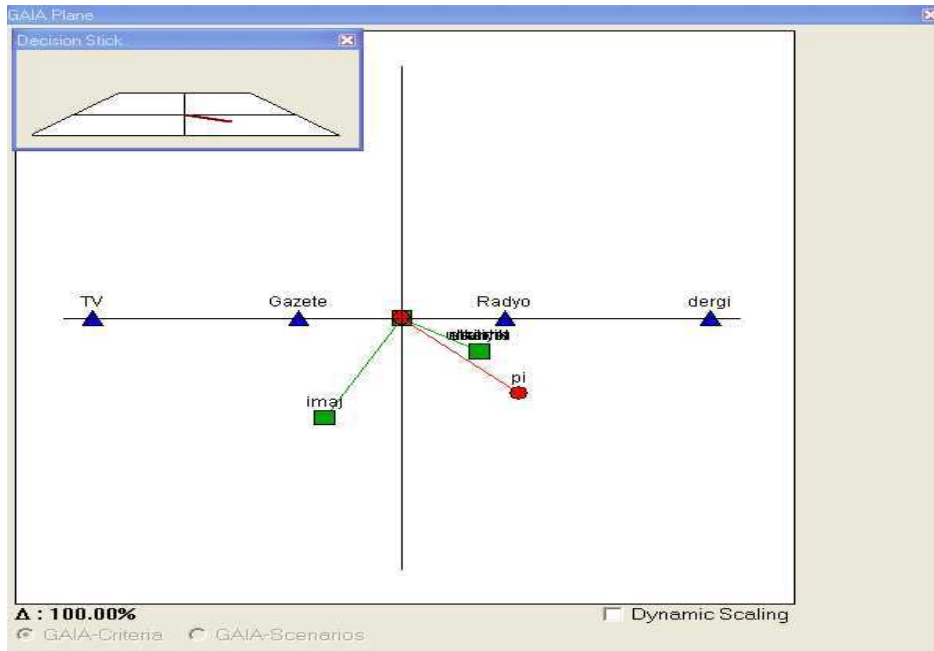 GAIA Plane
Decision Stick
TV
Gazete
Radyo
dergi
pi
imaj
Δ : 100.00%
Dynamic Scaling
GAIA-Criteria
GAIA-Scenarios